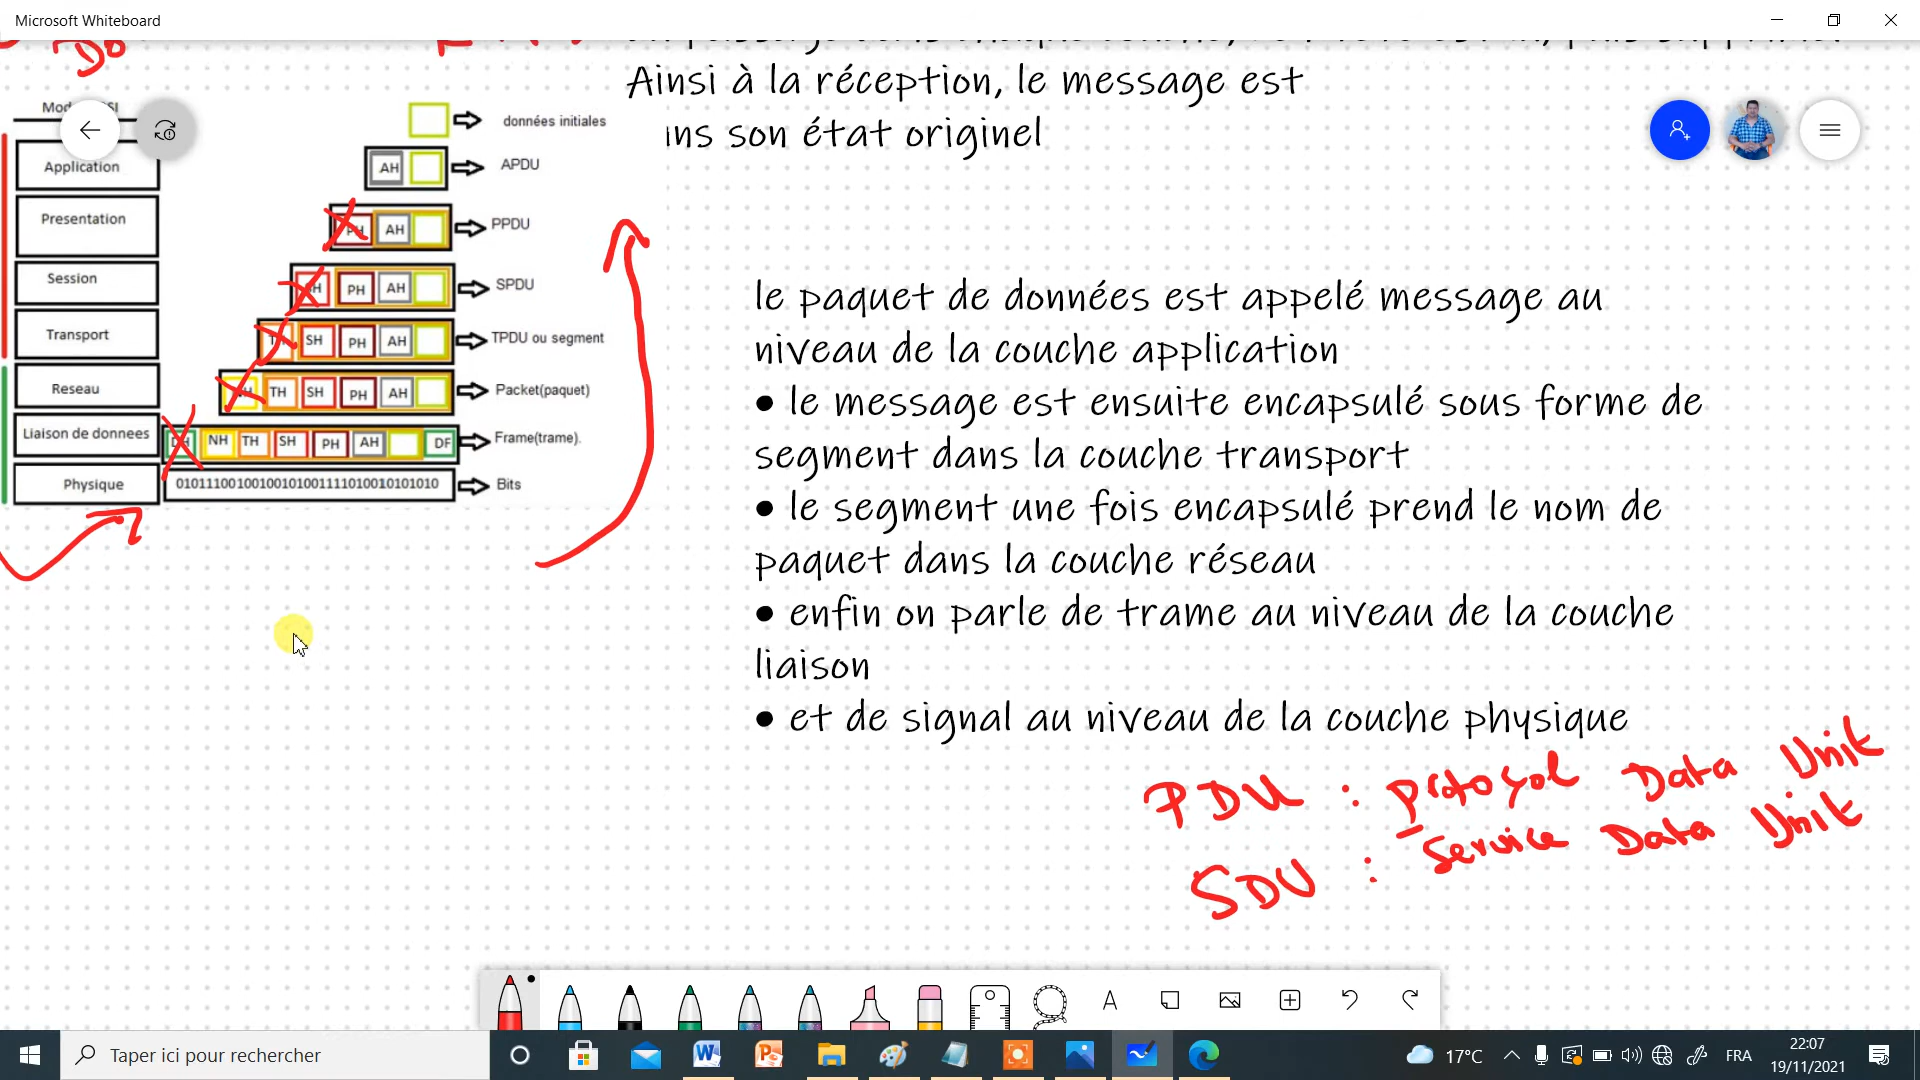 Microsoft Whiteboard
Ainsi à la réception, le message est
ins son état originel
données initiales
Application
AH
APDU
Presentation
PH AH
PPDU
Session
SH PH AH
SPDU
Transport
TH SH PH AH
TPDU ou segment
Reseau
NH TH SH PH AH
Packet(paquet)
Liaison de donnees
DH NH TH SH PH AH DF
Frame(trame).
Physique
Bits
le paquet de données est appelé message au
niveau de la couche application
• le message est ensuite encapsulé sous forme de
segment dans la couche transport
• le segment une fois encapsulé prend le nom de
paquet dans la couche réseau
• enfin on parle de trame au niveau de la couche
liaison
• et de signal au niveau de la couche physique
PDU : Protocol Data Unit
SDU : Service Data Unit
Taper ici pour rechercher
17°C
FRA
22:07
19/11/2021